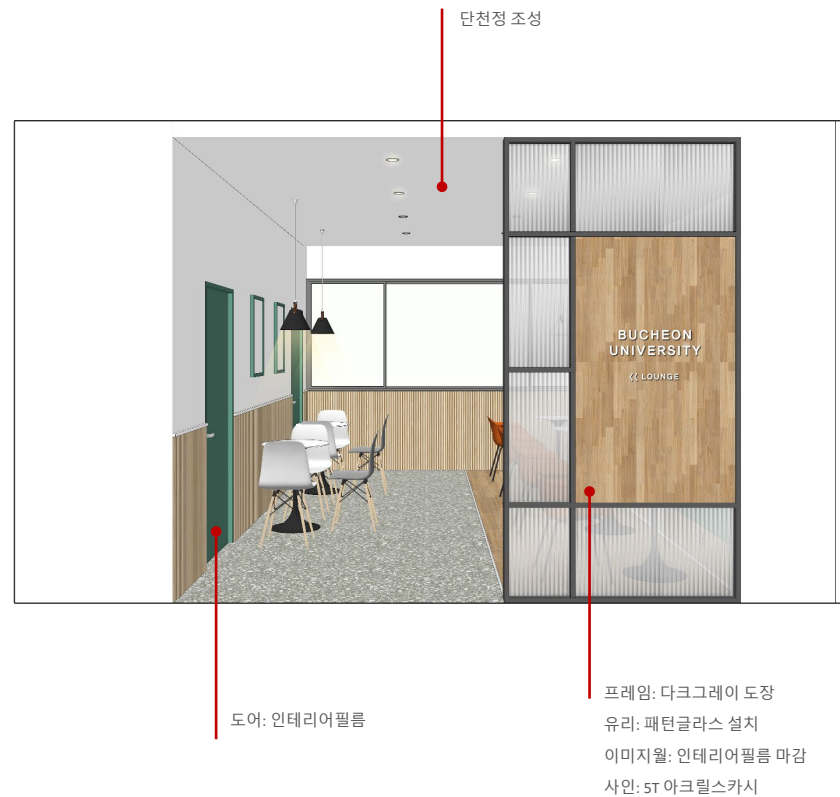 단천정 조성
BUCHEON
UNIVERSITY
LOUNGE
도어: 인테리어필름
프레임: 다크그레이 도장
유리: 패턴글라스 설치
이미지월: 인테리어필름 마감
사인: 5T 아크릴스카시